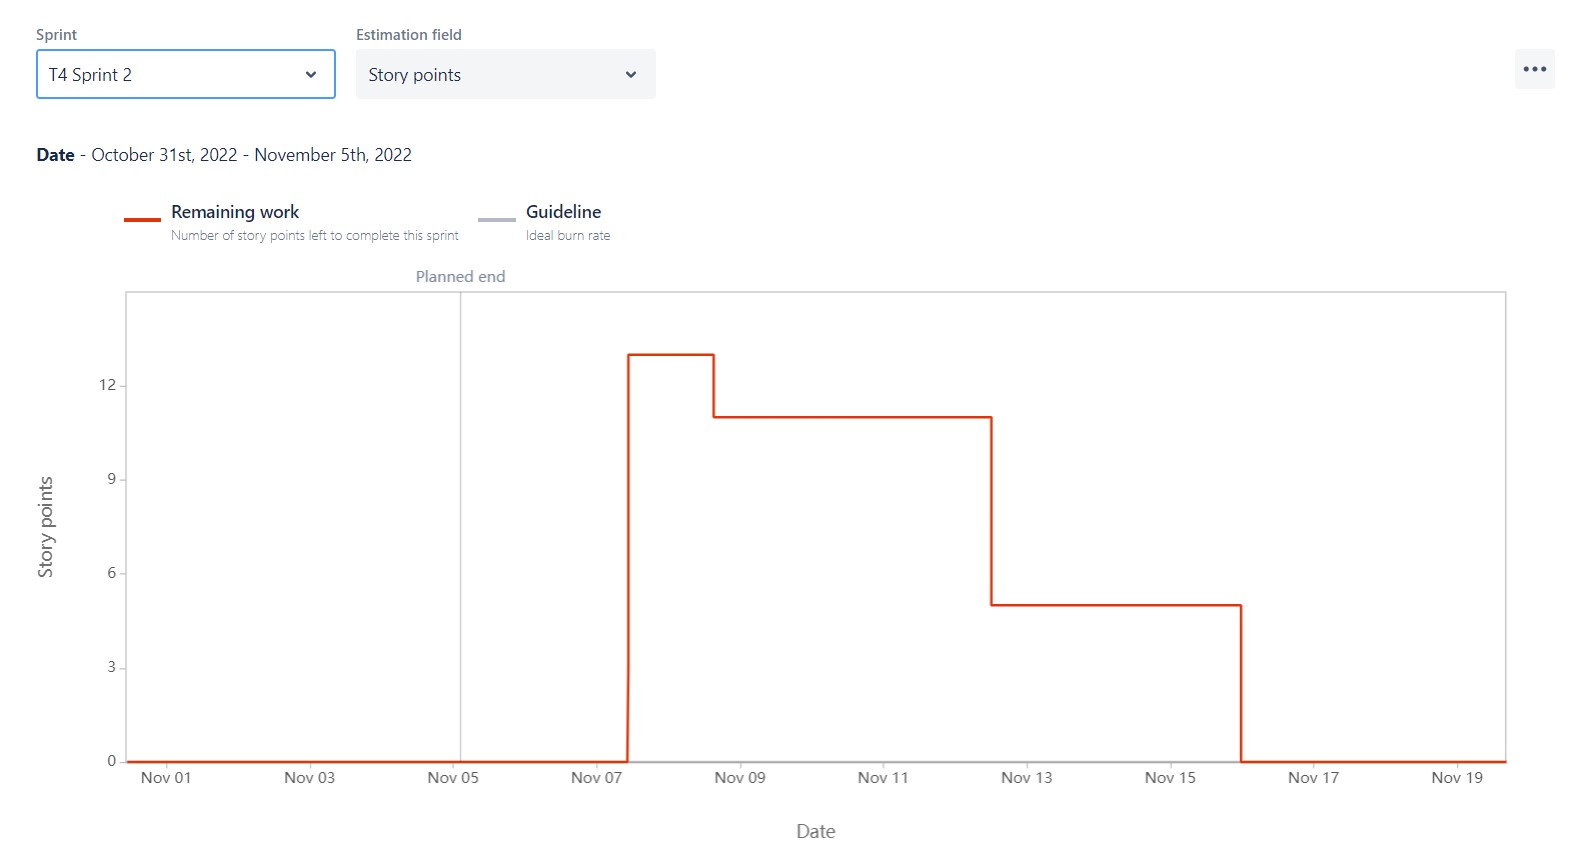 Sprint
Estimation field
T4 Sprint 2
Story points
Date - October 31st, 2022 - November 5th, 2022
Remaining work
Number of story points left to complete this sprint
Guideline
Ideal burn rate
Planned end
12
9
6
3
0
Story points
Nov 01
Nov 03
Nov 05
Nov 07
Nov 09
Nov 11
Nov 13
Nov 15
Nov 17
Nov 19
Date